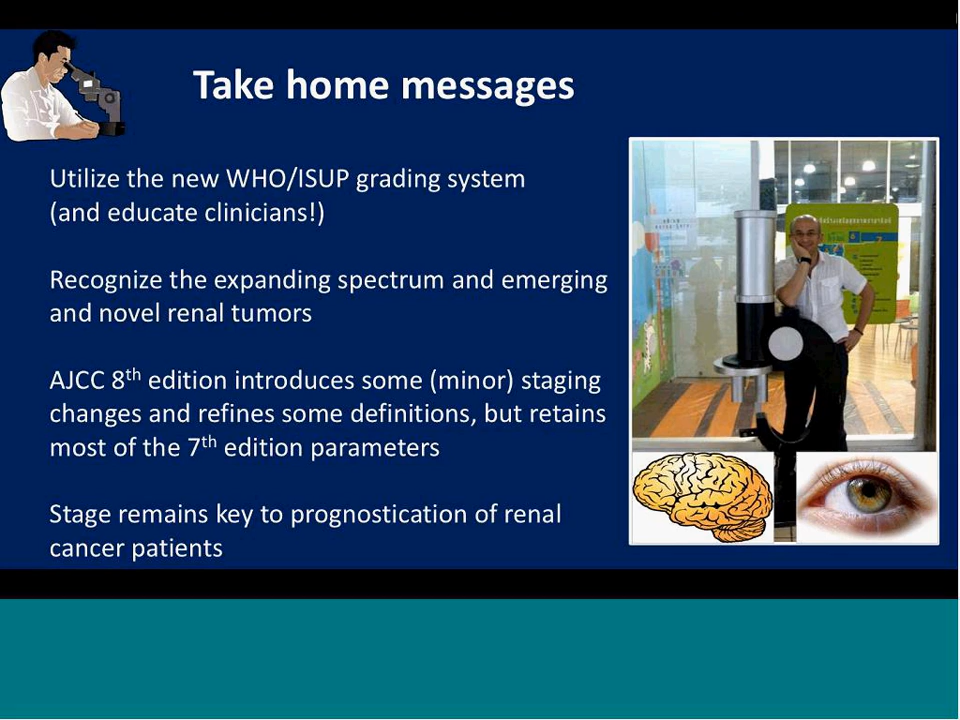 Take home messages
Utilize the new WHO/ISUP grading system
(and educate clinicians!)
Recognize the expanding spectrum and emerging
and novel renal tumors
AJCC 8th edition introduces some (minor) staging
changes and refines some definitions, but retains
most of the 7th edition parameters
Stage remains key to prognostication of renal
cancer patients